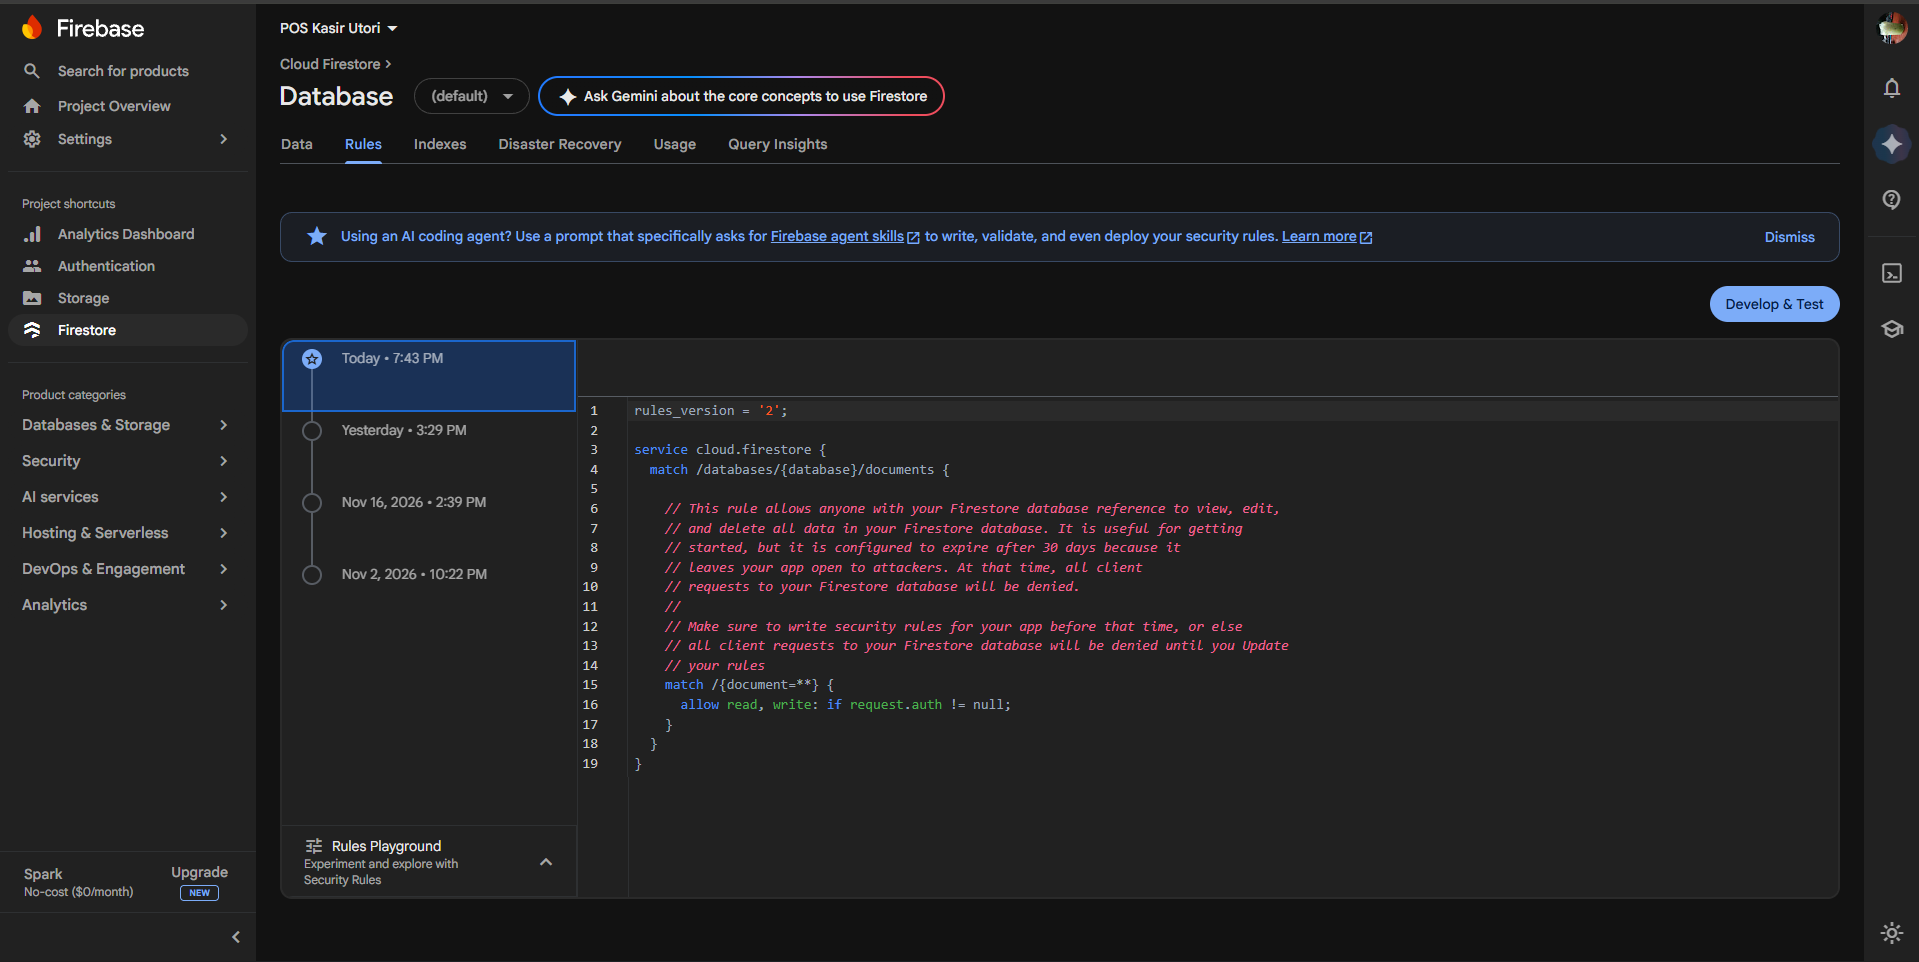 Firebase
Search for products
Project Overview
Settings
Project shortcuts
Analytics Dashboard
Authentication
Storage
Firestore
Product categories
Databases & Storage
Security
AI services
Hosting & Serverless
DevOps & Engagement
Analytics
Spark
No-cost ($0/month)
Upgrade
NEW
POS Kasir Utori
Cloud Firestore
Database
(default)
Ask Gemini about the core concepts to use Firestore
Data
Rules
Indexes
Disaster Recovery
Usage
Query Insights
Using an AI coding agent? Use a prompt that specifically asks for Firebase agent skills to write, validate, and even deploy your security rules. Learn more
Dismiss
Develop & Test
Today • 7:43 PM
Yesterday • 3:29 PM
Nov 16, 2026 • 2:39 PM
Nov 2, 2026 • 10:22 PM
Rules Playground
Experiment and explore with
Security Rules
1 rules_version = '2';
2
3 service cloud.firestore {
4 match /databases/{database}/documents {
5
6 // This rule allows anyone with your Firestore database reference to view, edit,
7 // and delete all data in your Firestore database. It is useful for getting
8 // started, but it is configured to expire after 30 days because it
9 // leaves your app open to attackers. At that time, all client
10 // requests to your Firestore database will be denied.
11 //
12 // Make sure to write security rules for your app before that time, or else
13 // all client requests to your Firestore database will be denied until you Update
14 // your rules
15 match /{document=**} {
16 allow read, write: if request.auth != null;
17 }
18 }
19 }